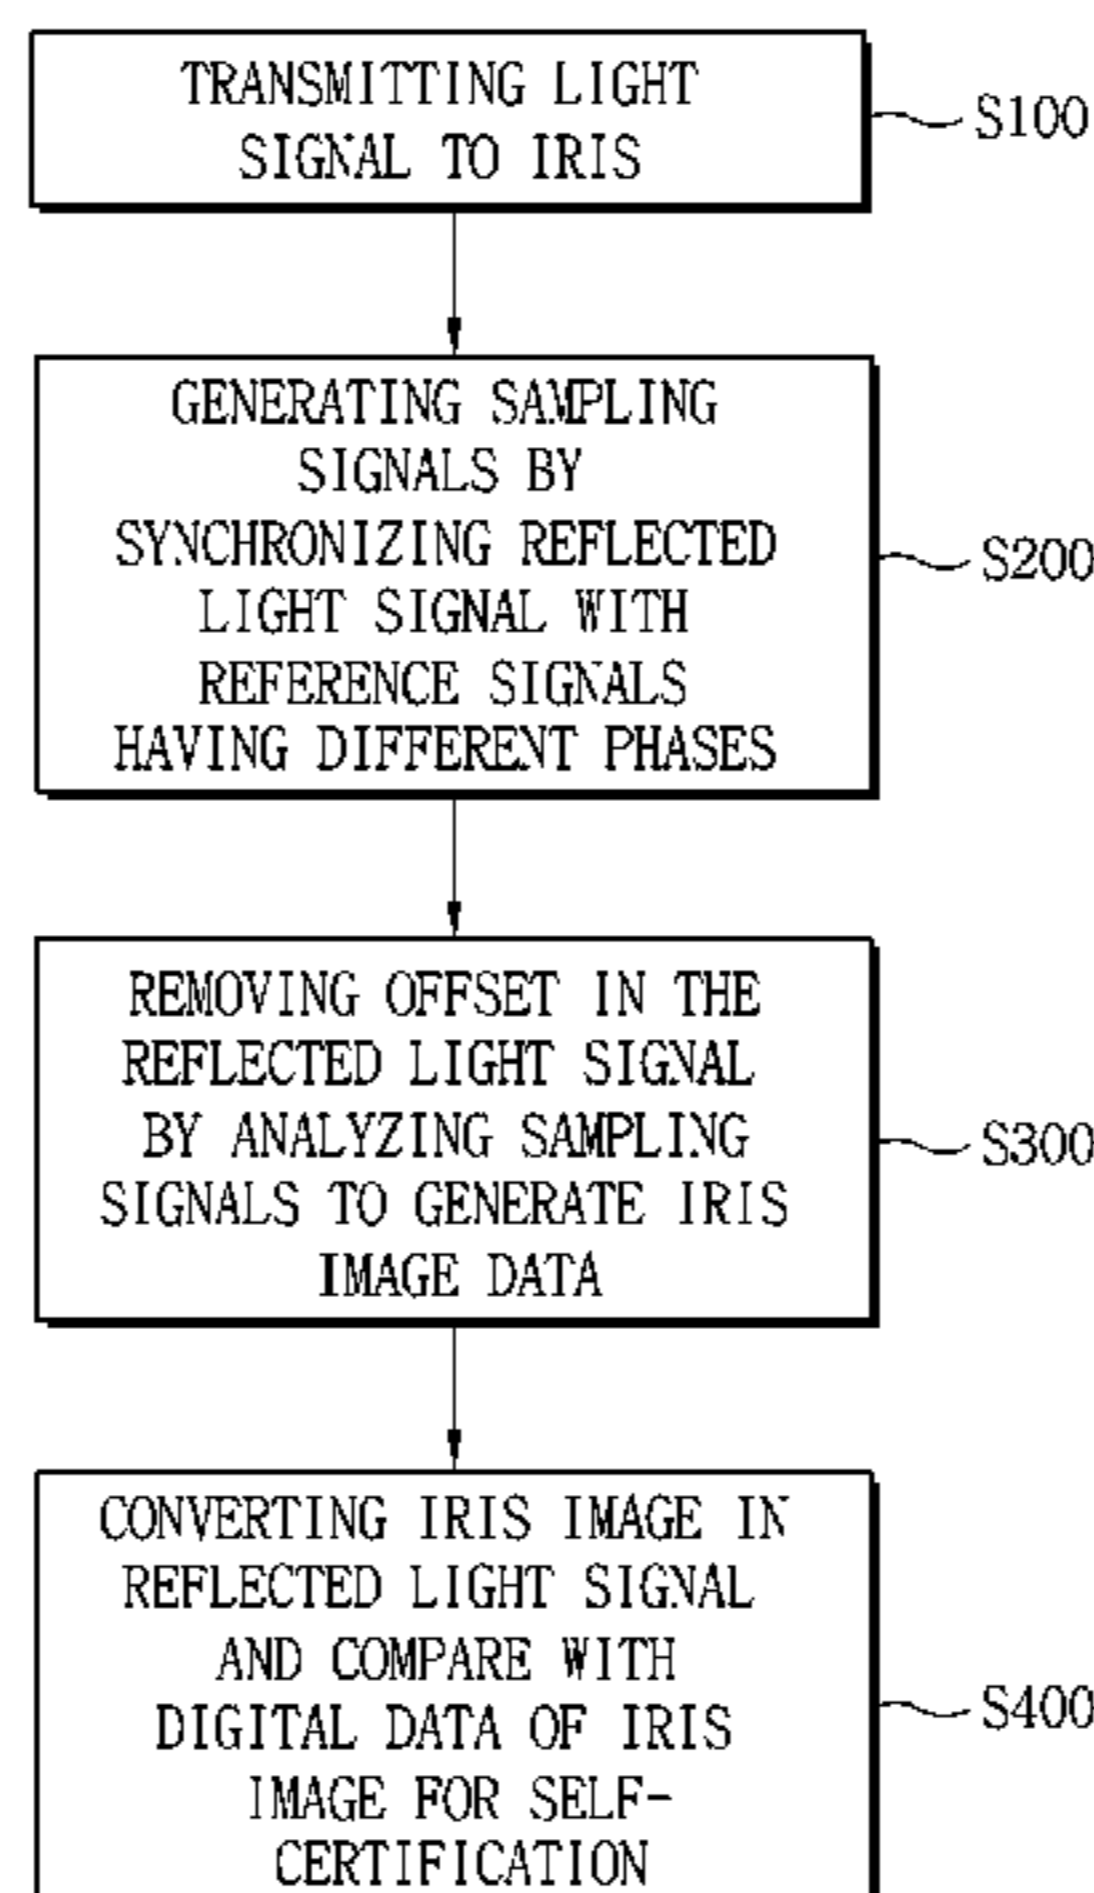 TRANSMITTING LIGHT
SIGNAL TO IRIS
S100
GENERATING SAMPLING
SIGNALS BY
SYNCHRONIZING REFLECTED
LIGHT SIGNAL WITH
REFERENCE SIGNALS
HAVING DIFFERENT PHASES
S200
REMOVING OFFSET IN THE
REFLECTED LIGHT SIGNAL
BY ANALYZING SAMPLING
SIGNALS TO GENERATE IRIS
IMAGE DATA
S300
CONVERTING IRIS IMAGE IN
REFLECTED LIGHT SIGNAL
AND COMPARE WITH
DIGITAL DATA OF IRIS
IMAGE FOR SELF-
CERTIFICATION
S400